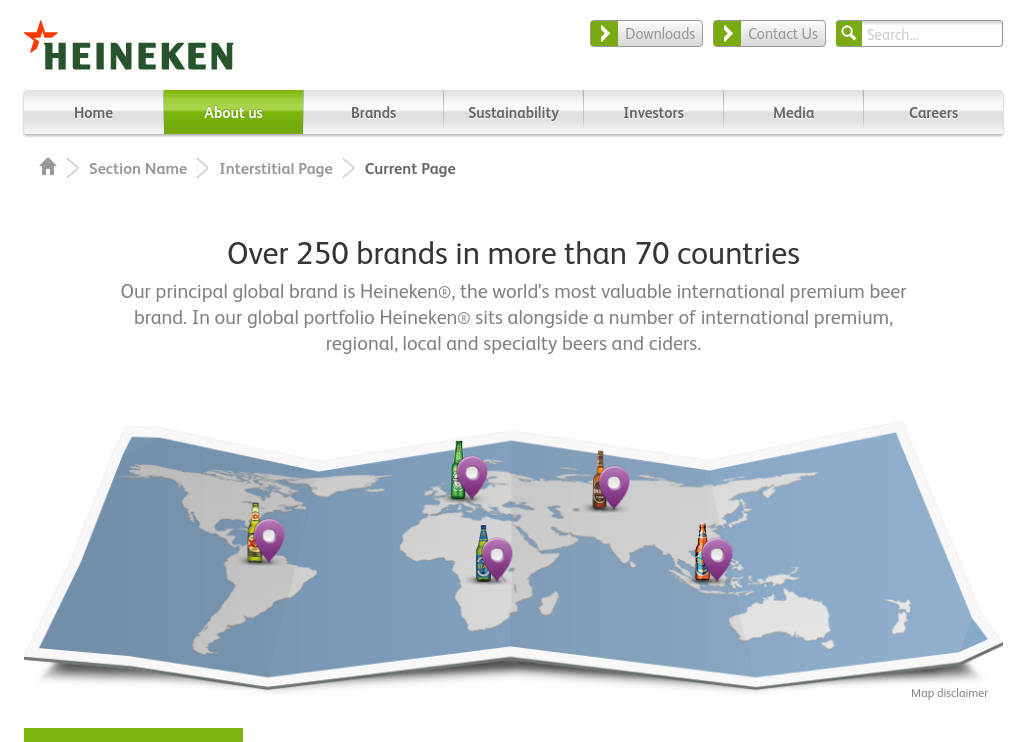 HEINEKEN
Downloads
Contact Us
Search...
Home
About us
Brands
Sustainability
Investors
Media
Careers
Section Name
Interstitial Page
Current Page
Over 250 brands in more than 70 countries
Our principal global brand is Heineken®, the world's most valuable international premium beer
brand. In our global portfolio Heineken® sits alongside a number of international premium,
regional, local and specialty beers and ciders.
Map disclaimer